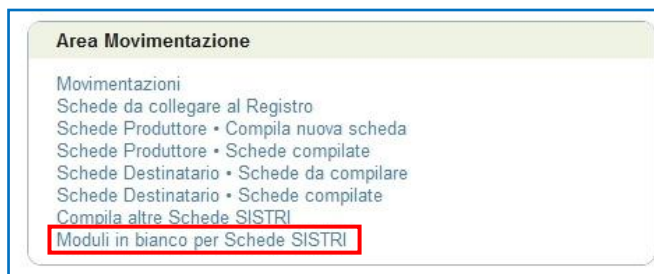 Area Movimentazione
Movimentazioni
Schede da collegare al Registro
Schede Produttore • Compila nuova scheda
Schede Produttore • Schede compilate
Schede Destinatario • Schede da compilare
Schede Destinatario • Schede compilate
Compila altre Schede SISTRI
Moduli in bianco per Schede SISTRI